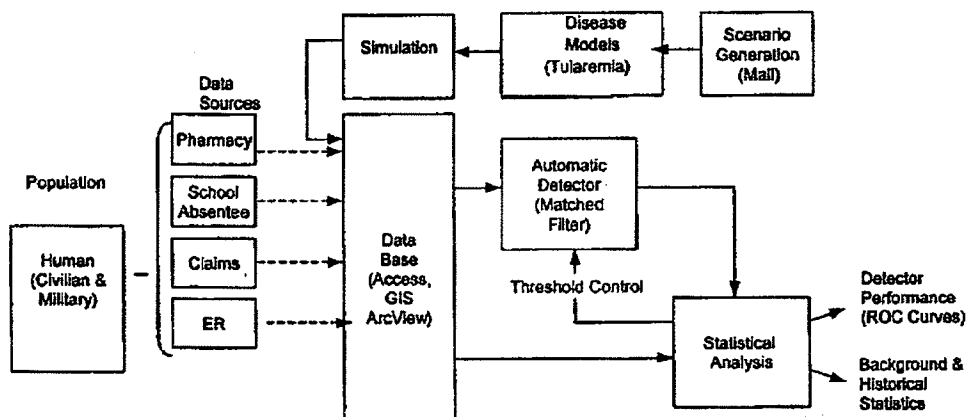 Simulation
Disease
Models
(Tularemia)
Scenario
Generation
(Mall)
Data
Sources
Pharmacy
School
Absentee
Claims
ER
Population
Human
(Civilian &
Military)
Data
Base
(Access,
GIS
ArcView)
Automatic
Detector
(Matched
Filter)
Threshold Control
Statistical
Analysis
Detector
Performance
(ROC Curves)
Background &
Historical
Statistics